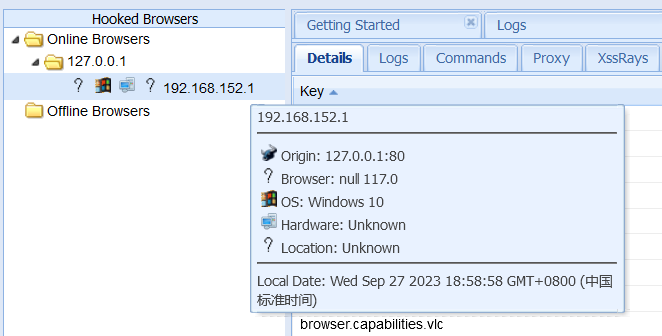 Hooked Browsers
Getting Started
Logs
Online Browsers
Details
Logs
Commands
Proxy
XssRays
127.0.0.1
? ? 192.168.152.1
Key
Offline Browsers
192.168.152.1
Origin: 127.0.0.1:80
? Browser: null 117.0
OS: Windows 10
Hardware: Unknown
? Location: Unknown
Local Date: Wed Sep 27 2023 18:58:58 GMT+0800 (中国
标准时间)
browser.capabilities.vlc